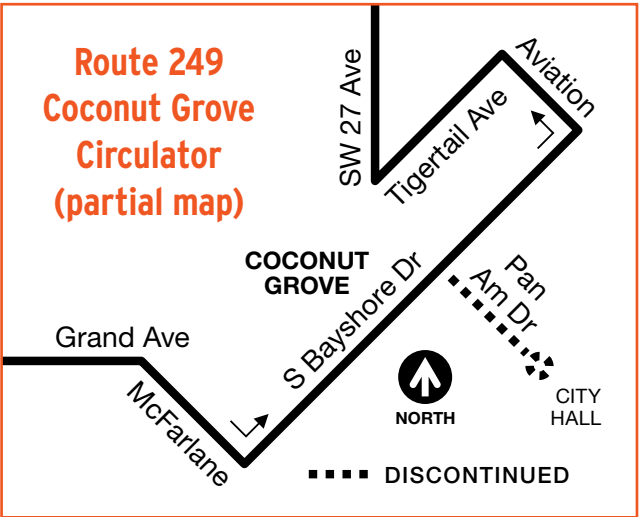 Route 249
Coconut Grove
Circulator
(partial map)
SW 27 Ave
Aviation
Tigertail Ave
COCONUT
GROVE
S Bayshore Dr
Pan
Am Dr
Grand Ave
McFarlane
NORTH
CITY
HALL
DISCONTINUED